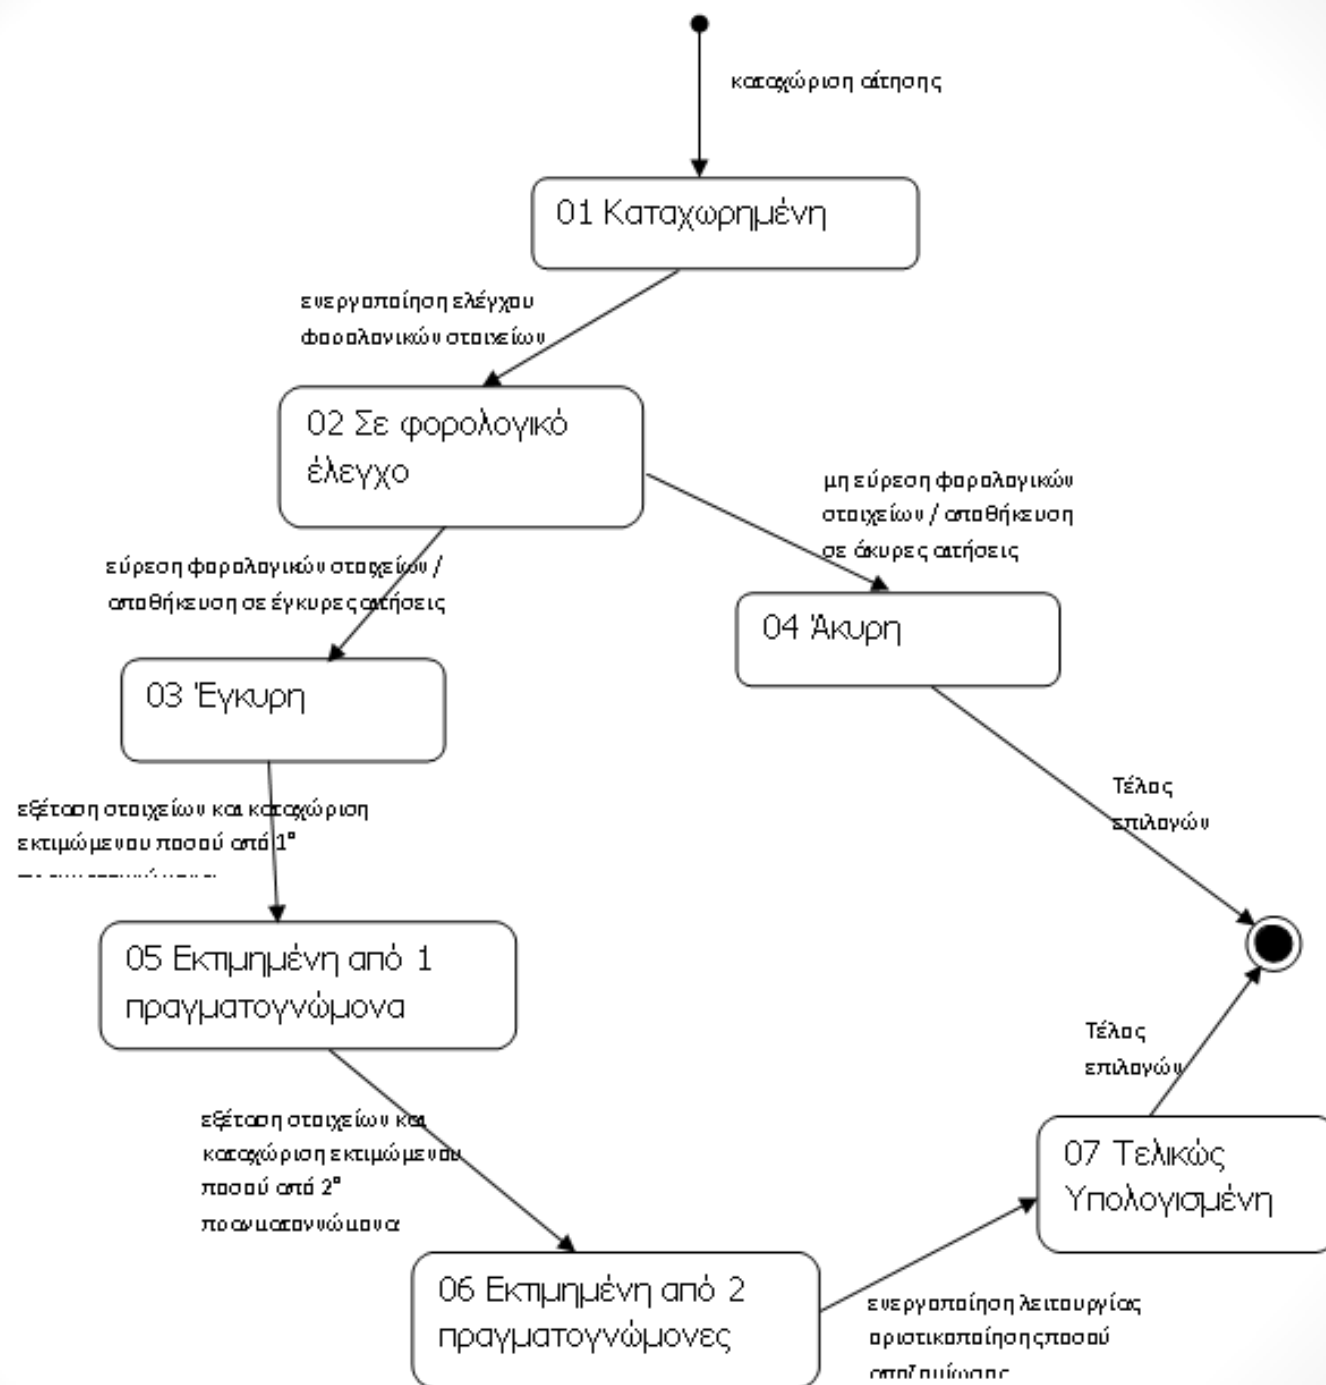 καταχώριση αίτησης
01 Καταχωρημένη
ενεργοποίηση ελέγχου
φορολογικών στοιχείων
02 Σε φορολογικό
έλεγχο
μη εύρεση φορολογικών
στοιχείων / αποθήκευση
σε άκυρες αιτήσεις
εύρεση φορολογικών στοιχείων /
αποθήκευση σε έγκυρες αιτήσεις
04 Άκυρη
03 Έγκυρη
εξέταση στοιχείων και καταχώριση
εκτιμώμενου ποσού από 1°
Τέλος
επιλογών
05 Εκτιμημένη από 1
πραγματογνώμονα
Τέλος
επιλογών
εξέταση στοιχείων και
καταχώριση εκτιμώμενου
ποσού από 2°
πραγματογνώμονα
07 Τελικώς
Υπολογισμένη
06 Εκτιμημένη από 2
πραγματογνώμονες
ενεργοποίηση λειτουργίας
οριστικοποίησης ποσού
αποζημίωσης